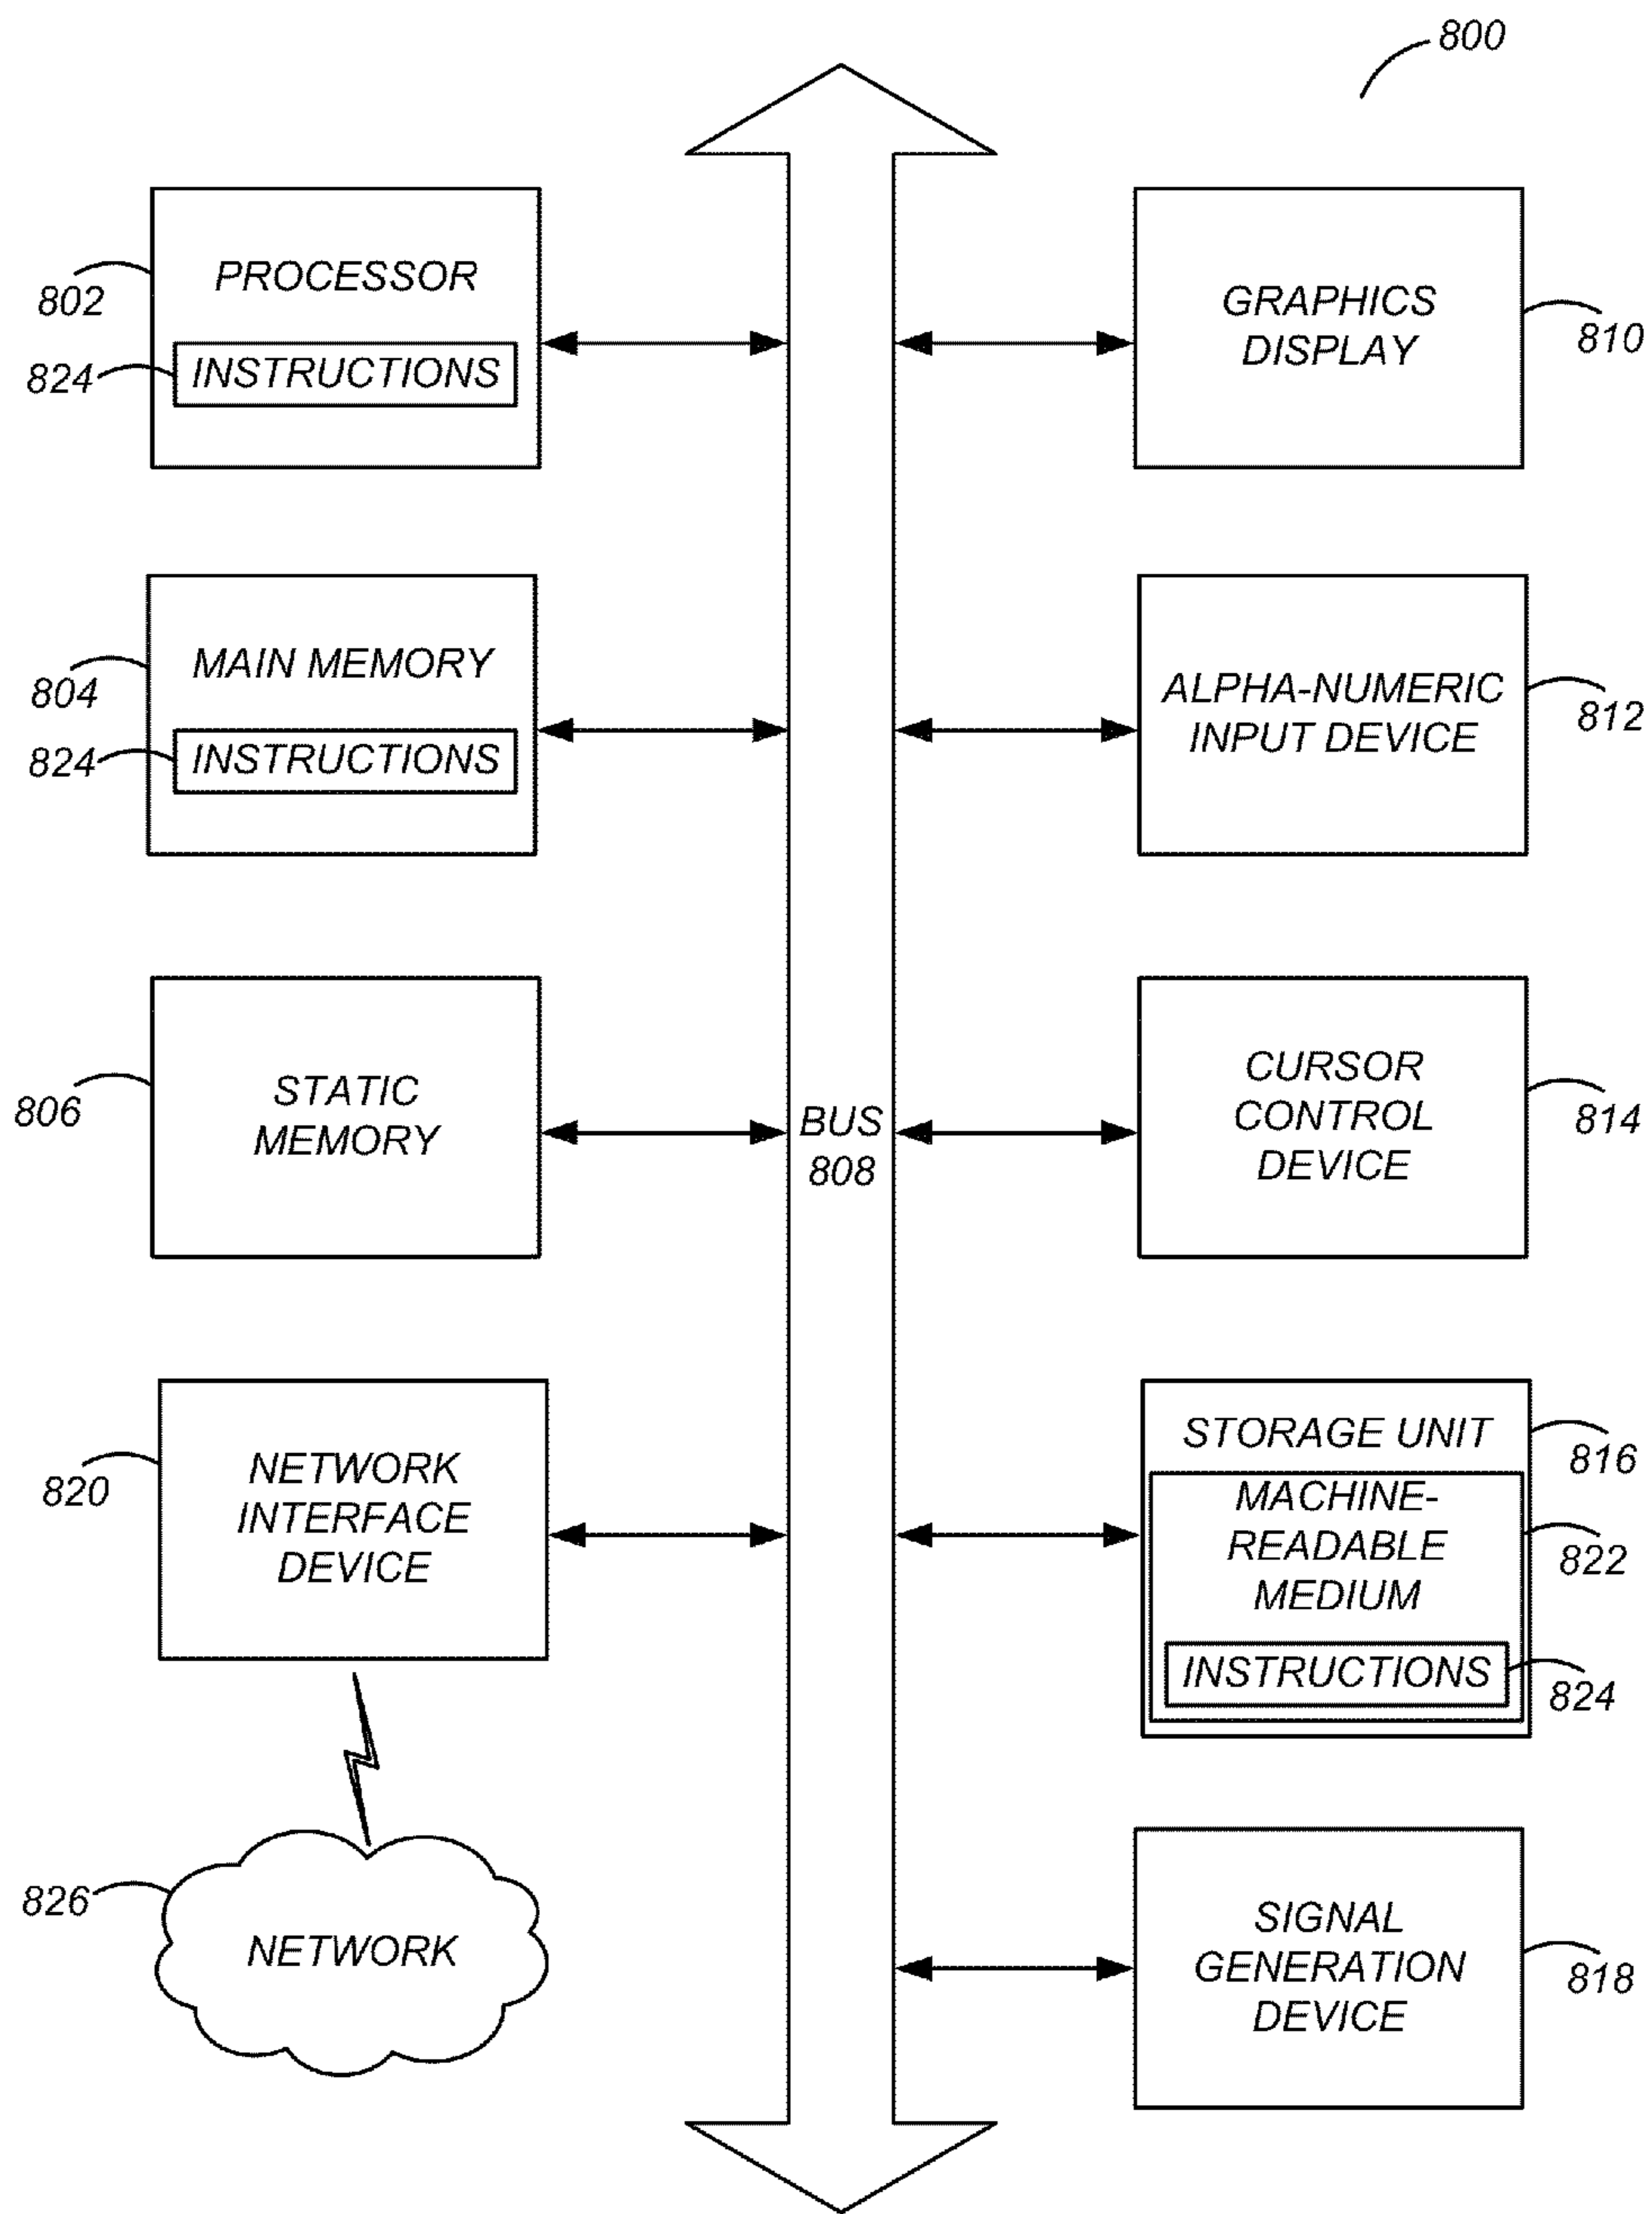 800
PROCESSOR
802
824
INSTRUCTIONS
GRAPHICS
DISPLAY
810
MAIN MEMORY
804
824
INSTRUCTIONS
ALPHA-NUMERIC
INPUT DEVICE
812
STATIC
MEMORY
806
BUS
808
CURSOR
CONTROL
DEVICE
814
NETWORK
INTERFACE
DEVICE
820
STORAGE UNIT
816
MACHINE-
READABLE
MEDIUM
822
INSTRUCTIONS
824
826
NETWORK
SIGNAL
GENERATION
DEVICE
818